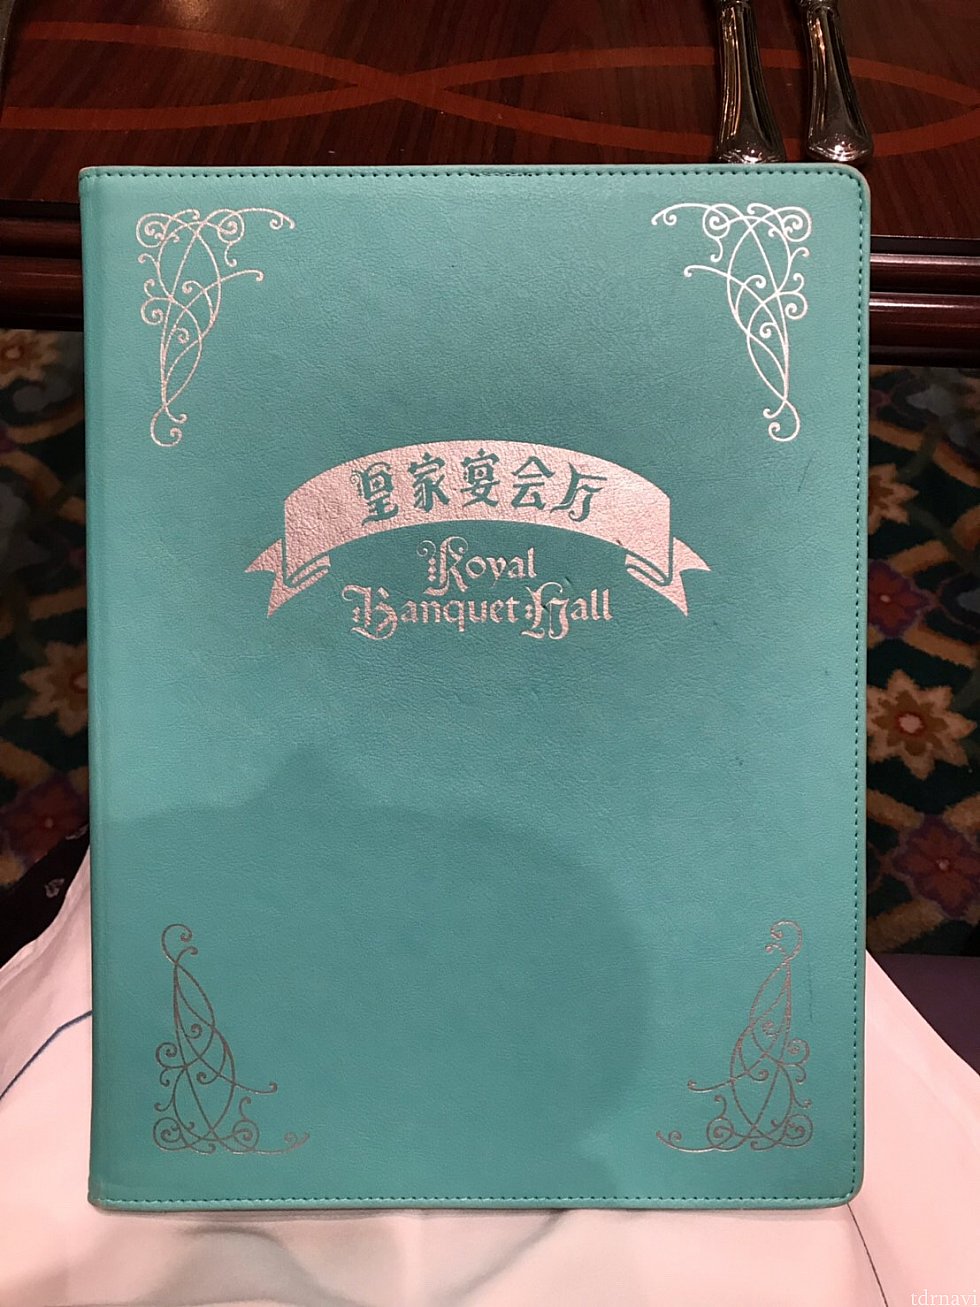 皇家宴会厅
Royal
Banquet Hall
tdrnavi